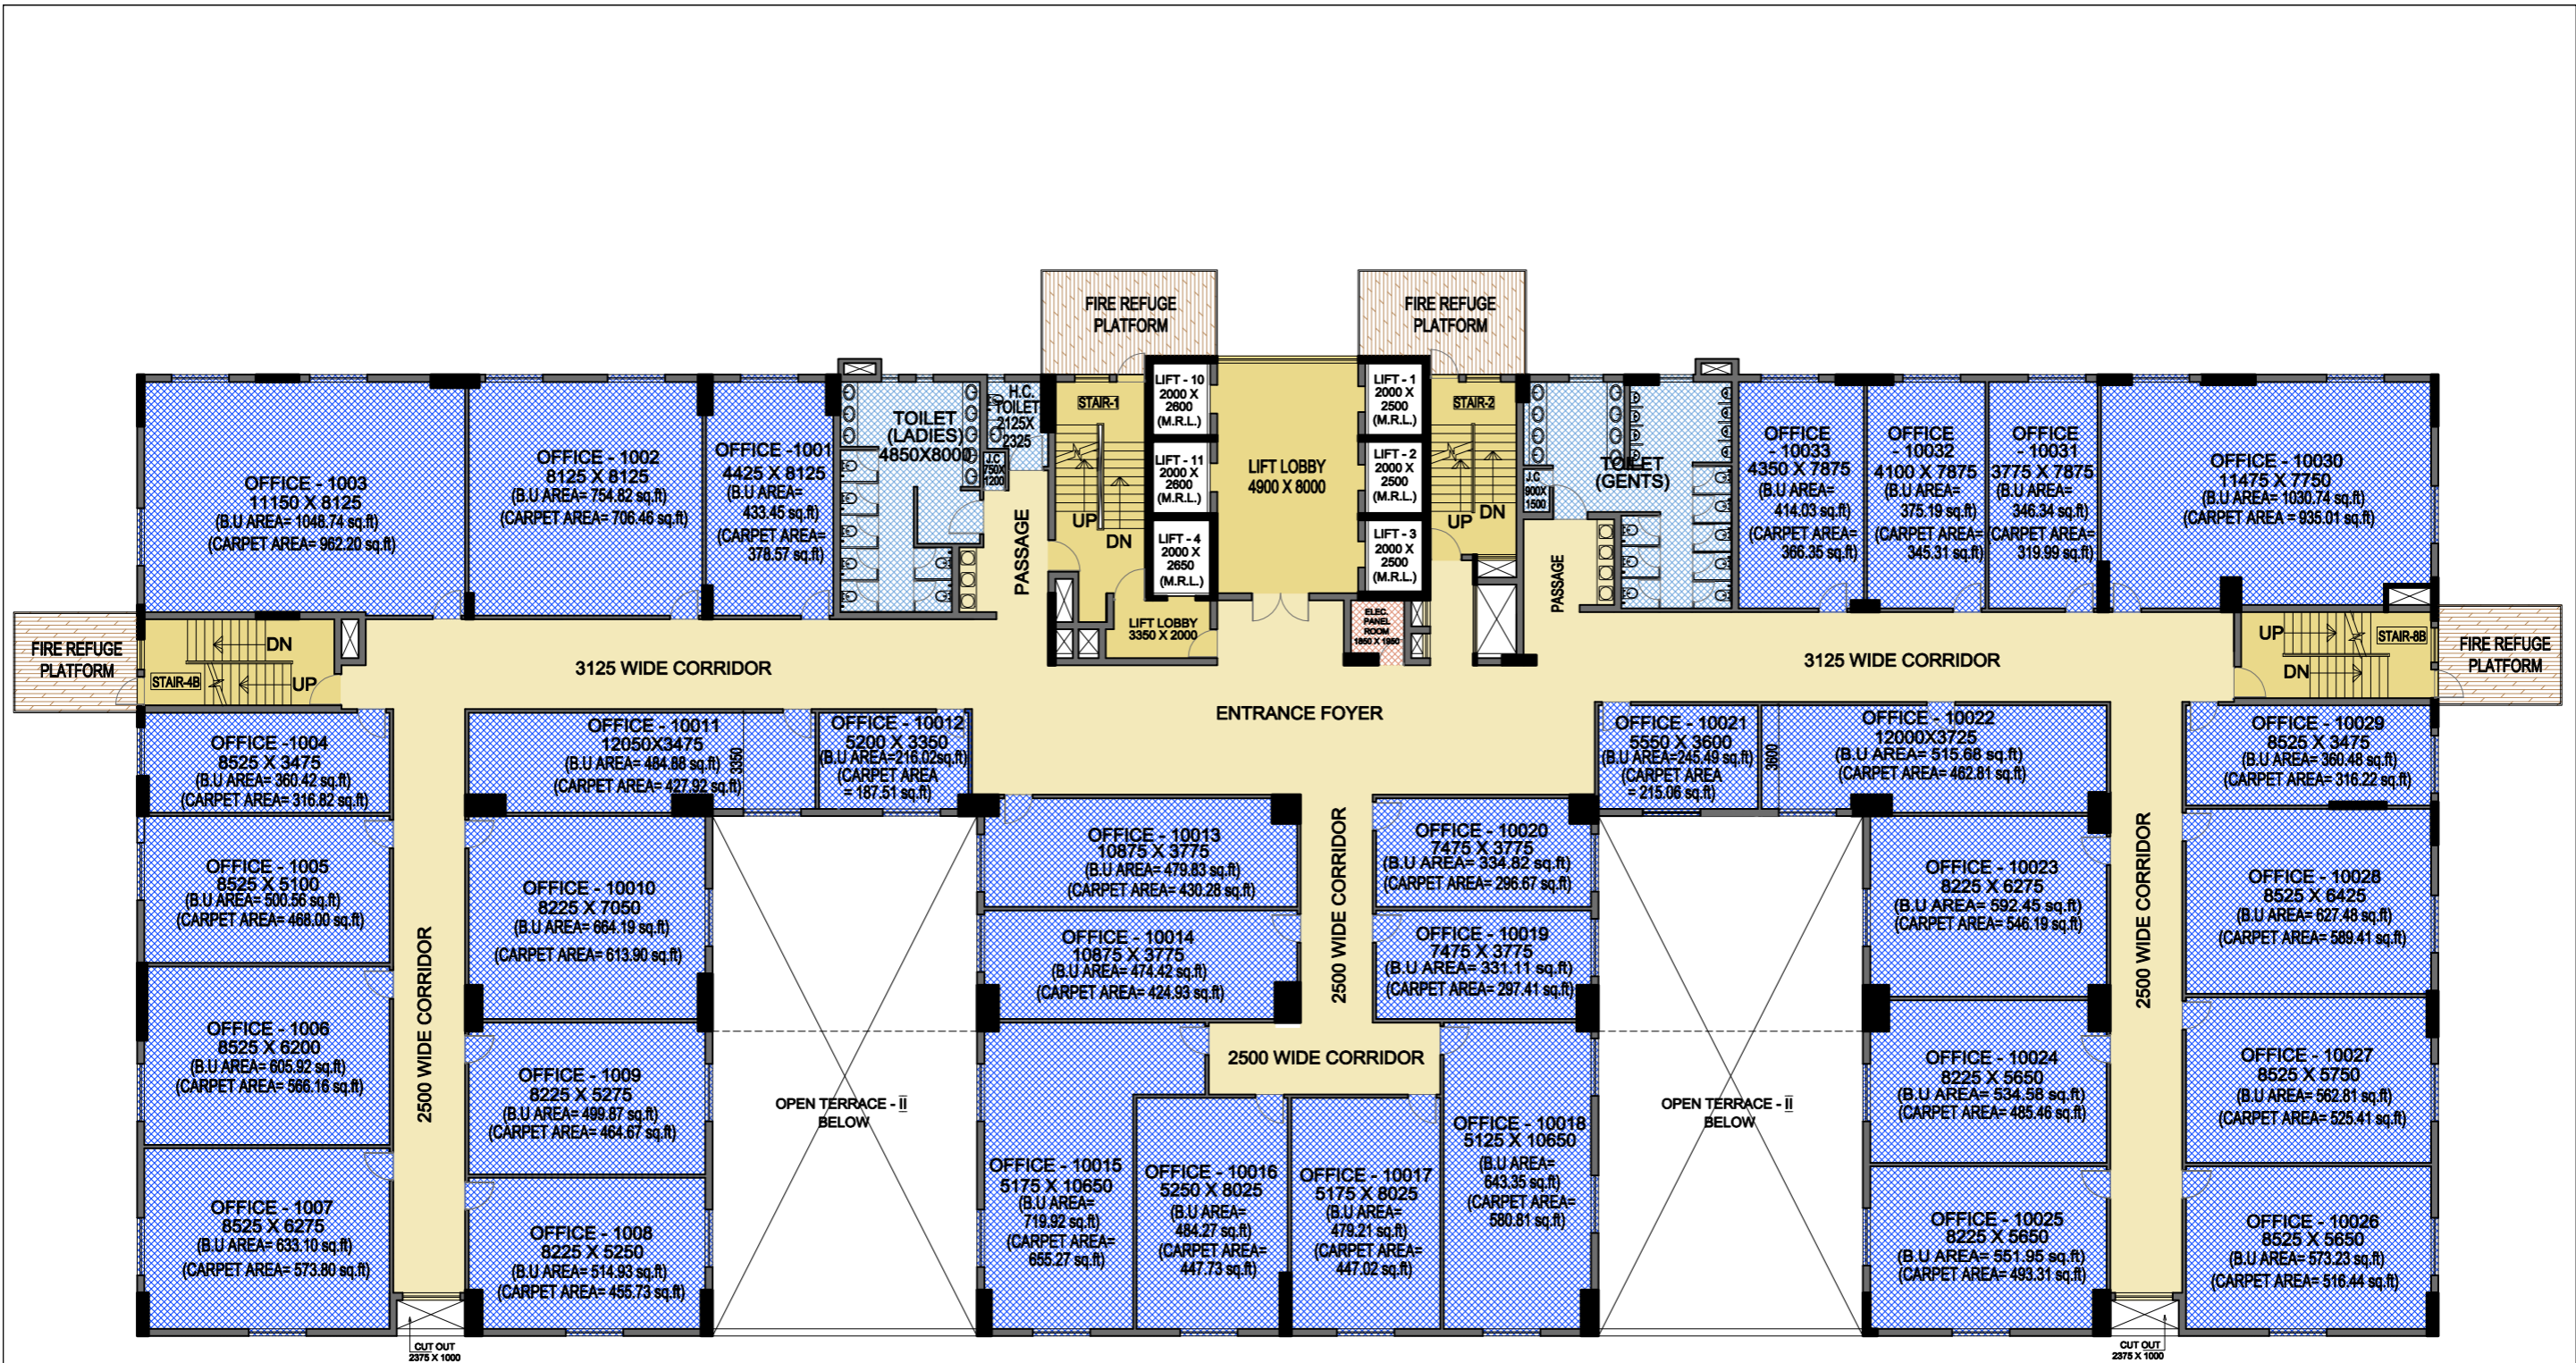 FIRE REFUGE
PLATFORM
FIRE REFUGE
PLATFORM
OFFICE - 1003
11150 X 8125
(B.U AREA= 1048.74 sq.ft)
(CARPET AREA= 962.20 sq.ft)
OFFICE - 1002
8125 X 8125
(B.U AREA= 754.82 sq.ft)
(CARPET AREA= 706.46 sq.ft)
OFFICE -1001
4425 X 8125
(B.U AREA=
433.45 sq.ft)
(CARPET AREA=
378.57 sq.ft)
TOILET
(LADIES)
4850X8000
H.C.
TOILET
2125X
2325
J.C
750X
1200
PASSAGE
STAIR-1
UP
DN
LIFT - 10
2000 X
2600
(M.R.L.)
LIFT - 11
2000 X
2600
(M.R.L.)
LIFT - 4
2000 X
2650
(M.R.L.)
LIFT LOBBY
3350 X 2000
LIFT LOBBY
4900 X 8000
LIFT - 1
2000 X
2500
(M.R.L.)
LIFT - 2
2000 X
2500
(M.R.L.)
LIFT - 3
2000 X
2500
(M.R.L.)
ELEC.
PANEL
ROOM
1850 X 1950
STAIR-2
UP
DN
J.C
900X
1500
PASSAGE
TOILET
(GENTS)
OFFICE
- 10033
4350 X 7875
(B.U AREA=
414.03 sq.ft)
(CARPET AREA=
366.35 sq.ft)
OFFICE
- 10032
4100 X 7875
(B.U AREA=
375.19 sq.ft)
(CARPET AREA=
345.31 sq.ft)
OFFICE
- 10031
3775 X 7875
(B.U AREA=
346.34 sq.ft)
(CARPET AREA=
319.99 sq.ft)
OFFICE - 10030
11475 X 7750
(B.U AREA= 1030.74 sq.ft)
(CARPET AREA = 935.01 sq.ft)
FIRE REFUGE
PLATFORM
STAIR-4B
DN
UP
3125 WIDE CORRIDOR
ENTRANCE FOYER
3125 WIDE CORRIDOR
UP
DN
STAIR-8B
FIRE REFUGE
PLATFORM
OFFICE -1004
8525 X 3475
(B.U AREA= 360.42 sq.ft)
(CARPET AREA= 316.82 sq.ft)
OFFICE - 10011
12050X3475
(B.U AREA= 484.88 sq.ft)
(CARPET AREA= 427.92 sq.ft)
3350
OFFICE - 10012
5200 X 3350
(B.U AREA=216.02sq.ft)
(CARPET AREA
= 187.51 sq.ft)
OFFICE - 10021
5550 X 3600
(B.U AREA=245.49 sq.ft)
(CARPET AREA
= 215.06 sq.ft)
3600
OFFICE - 10022
12000X3725
(B.U AREA= 515.68 sq.ft)
(CARPET AREA= 462.81 sq.ft)
OFFICE - 10029
8525 X 3475
(B.U AREA= 360.48 sq.ft)
(CARPET AREA= 316.22 sq.ft)
OFFICE - 1005
8525 X 5100
(B.U AREA= 500.56 sq.ft)
(CARPET AREA= 468.00 sq.ft)
2500 WIDE CORRIDOR
OFFICE - 10010
8225 X 7050
(B.U AREA= 664.19 sq.ft)
(CARPET AREA= 613.90 sq.ft)
OFFICE - 10013
10875 X 3775
(B.U AREA= 479.83 sq.ft)
(CARPET AREA= 430.28 sq.ft)
2500 WIDE CORRIDOR
OFFICE - 10020
7475 X 3775
(B.U AREA= 334.82 sq.ft)
(CARPET AREA= 296.67 sq.ft)
OFFICE - 10023
8225 X 6275
(B.U AREA= 592.45 sq.ft)
(CARPET AREA= 546.19 sq.ft)
2500 WIDE CORRIDOR
OFFICE - 10028
8525 X 6425
(B.U AREA= 627.48 sq.ft)
(CARPET AREA= 589.41 sq.ft)
OFFICE - 10014
10875 X 3775
(B.U AREA= 474.42 sq.ft)
(CARPET AREA= 424.93 sq.ft)
OFFICE - 10019
7475 X 3775
(B.U AREA= 331.11 sq.ft)
(CARPET AREA= 297.41 sq.ft)
OFFICE - 1006
8525 X 6200
(B.U AREA= 605.92 sq.ft)
(CARPET AREA= 566.16 sq.ft)
OFFICE - 1009
8225 X 5275
(B.U AREA= 499.87 sq.ft)
(CARPET AREA= 464.67 sq.ft)
OPEN TERRACE - II
BELOW
2500 WIDE CORRIDOR
OPEN TERRACE - II
BELOW
OFFICE - 10024
8225 X 5650
(B.U AREA= 534.58 sq.ft)
(CARPET AREA= 485.46 sq.ft)
OFFICE - 10027
8525 X 5750
(B.U AREA= 562.81 sq.ft)
(CARPET AREA= 525.41 sq.ft)
OFFICE - 1007
8525 X 6275
(B.U AREA= 633.10 sq.ft)
(CARPET AREA= 573.80 sq.ft)
OFFICE - 1008
8225 X 5250
(B.U AREA= 514.93 sq.ft)
(CARPET AREA= 455.73 sq.ft)
OFFICE - 10015
5175 X 10650
(B.U AREA=
719.92 sq.ft)
(CARPET AREA=
655.27 sq.ft)
OFFICE - 10016
5250 X 8025
(B.U AREA=
484.27 sq.ft)
(CARPET AREA=
447.73 sq.ft)
OFFICE - 10017
5175 X 8025
(B.U AREA=
479.21 sq.ft)
(CARPET AREA=
447.02 sq.ft)
OFFICE - 10018
5125 X 10650
(B.U AREA=
643.35 sq.ft)
(CARPET AREA=
580.81 sq.ft)
OFFICE - 10025
8225 X 5650
(B.U AREA= 551.95 sq.ft)
(CARPET AREA= 493.31 sq.ft)
OFFICE - 10026
8525 X 5650
(B.U AREA= 573.23 sq.ft)
(CARPET AREA= 516.44 sq.ft)
CUT OUT
2375 X 1000
CUT OUT
2375 X 1000